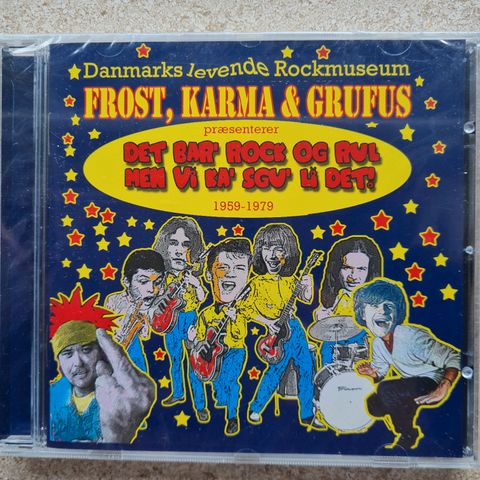 Danmarks levende Rockmuseum
FROST, KARMA & GRUFUS
præsenterer
DET BAR' ROCK OG RUL
MEN Vi KA' SGU' Li DET!
1959-1979